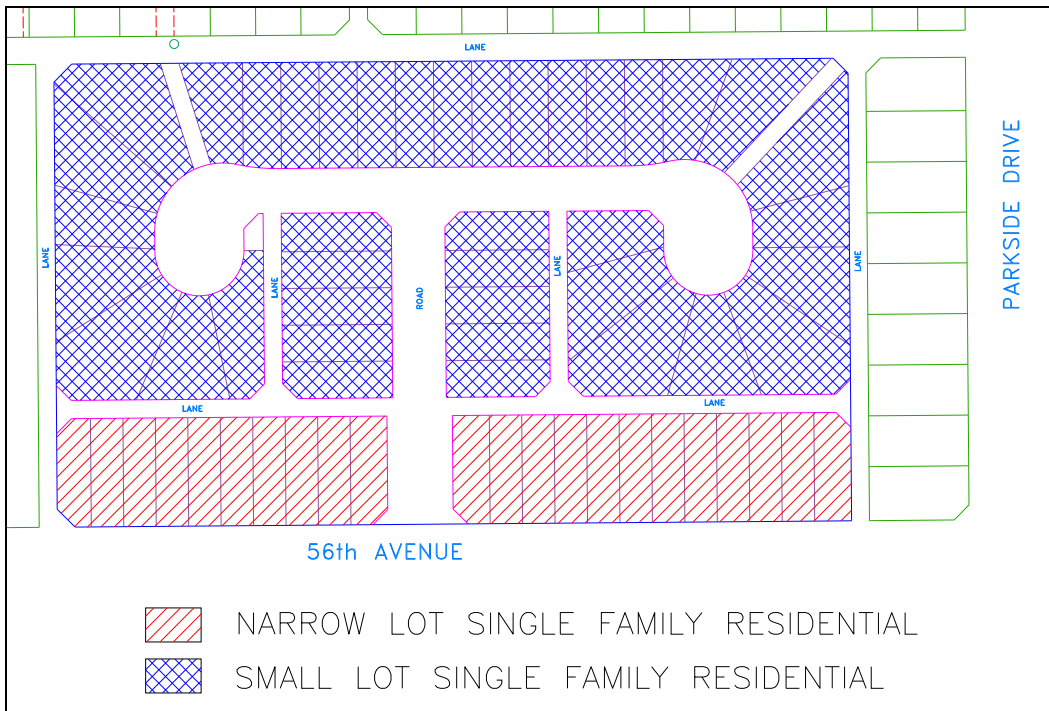 LANE
PARKSIDE DRIVE
LANE
LANE
LANE
LANE
ROAD
LANE
LANE
56th AVENUE
NARROW LOT SINGLE FAMILY RESIDENTIAL
SMALL LOT SINGLE FAMILY RESIDENTIAL